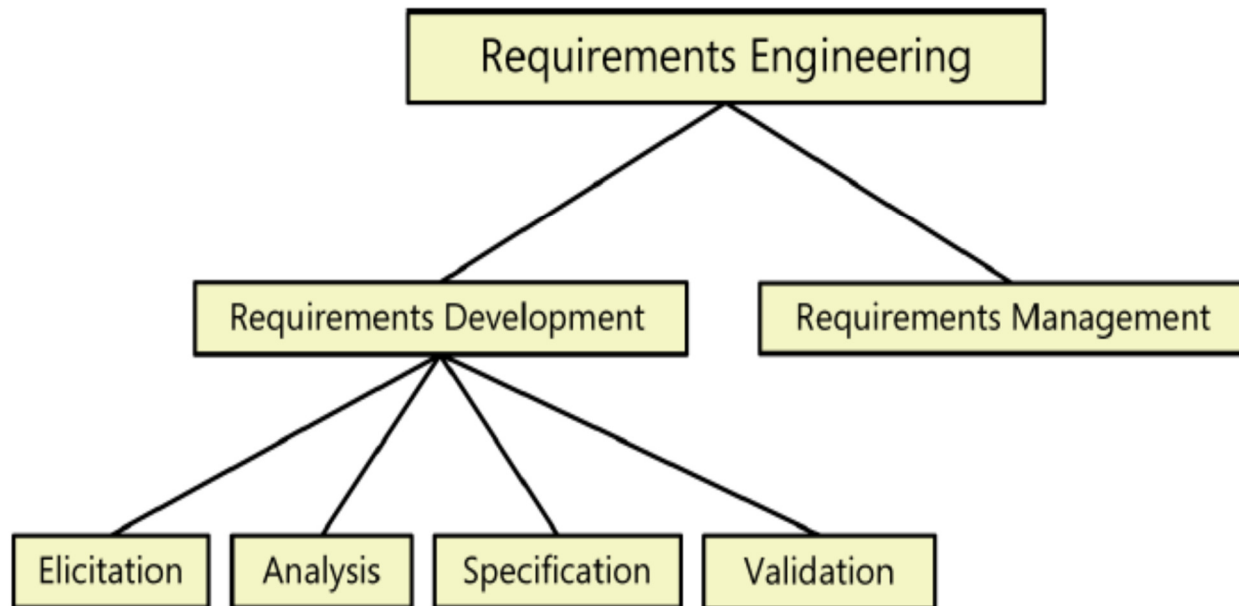 Requirements Engineering
Requirements Development
Requirements Management
Elicitation
Analysis
Specification
Validation